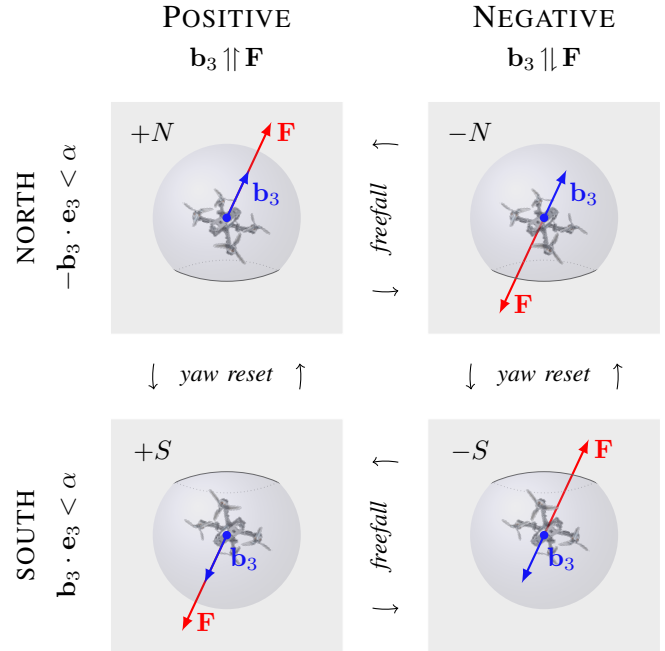 POSITIVE NEGATIVE
b₃ ⥣ F b₃ ⥮ F
NORTH
−b₃ · e₃ < α
+N
F
b₃
freefall
−N
b₃
F
yaw reset yaw reset
SOUTH
b₃ · e₃ < α
+S
b₃
F
freefall
−S
F
b₃